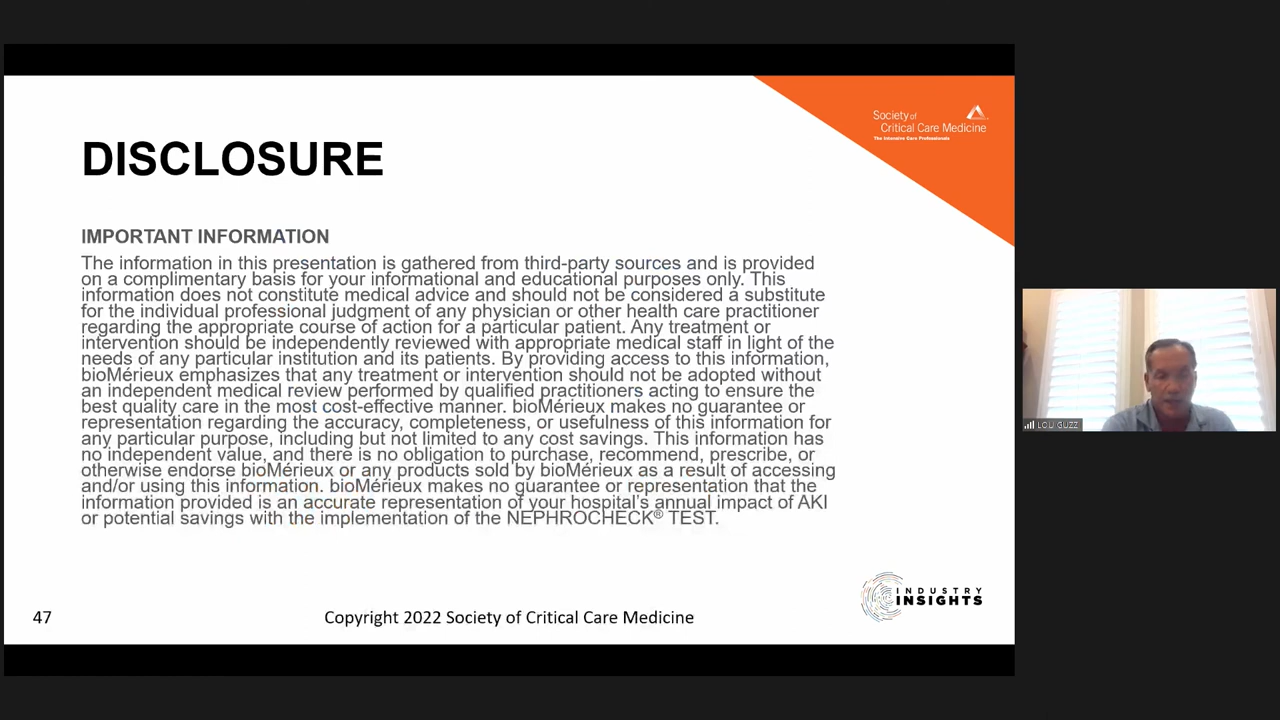 Society of
Critical Care Medicine
The Intensive Care Professionals
DISCLOSURE
IMPORTANT INFORMATION
The information in this presentation is gathered from third-party sources and is provided
on a complimentary basis for your informational and educational purposes only. This
information does not constitute medical advice and should not be considered a substitute
for the individual professional judgment of any physician or other health care practitioner
regarding the appropriate course of action for a particular patient. Any treatment or
intervention should be independently reviewed with appropriate medical staff in light of the
needs of any particular institution and its patients. By providing access to this information,
bioMérieux emphasizes that any treatment or intervention should not be adopted without
an independent medical review performed by qualified practitioners acting to ensure the
best quality care in the most cost-effective manner. bioMérieux makes no guarantee or
representation regarding the accuracy, completeness, or usefulness of this information for
any particular purpose, including but not limited to any cost savings. This information has
no independent value, and there is no obligation to purchase, recommend, prescribe, or
otherwise endorse bioMérieux or any products sold by bioMérieux as a result of accessing
and/or using this information. bioMérieux makes no guarantee or representation that the
information provided is an accurate representation of your hospital's annual impact of AKI
or potential savings with the implementation of the NEPHROCHECK® TEST.
LOU GUZZ
INDUSTRY
INSIGHTS
47
Copyright 2022 Society of Critical Care Medicine